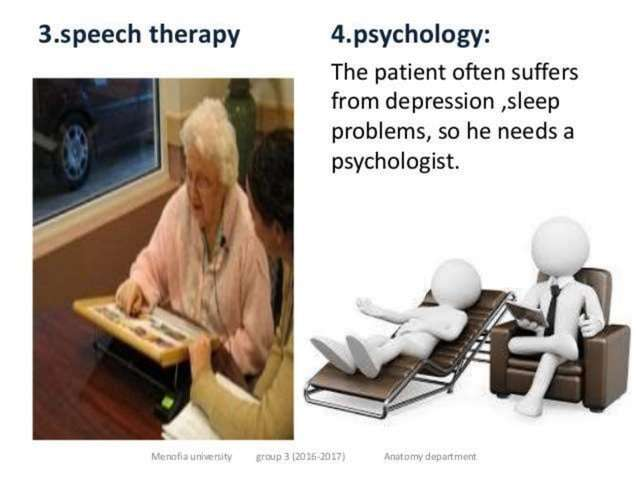 3.speech therapy
4.psychology:
The patient often suffers
from depression ,sleep
problems, so he needs a
psychologist.
Menofia university group 3 (2016-2017) Anatomy department